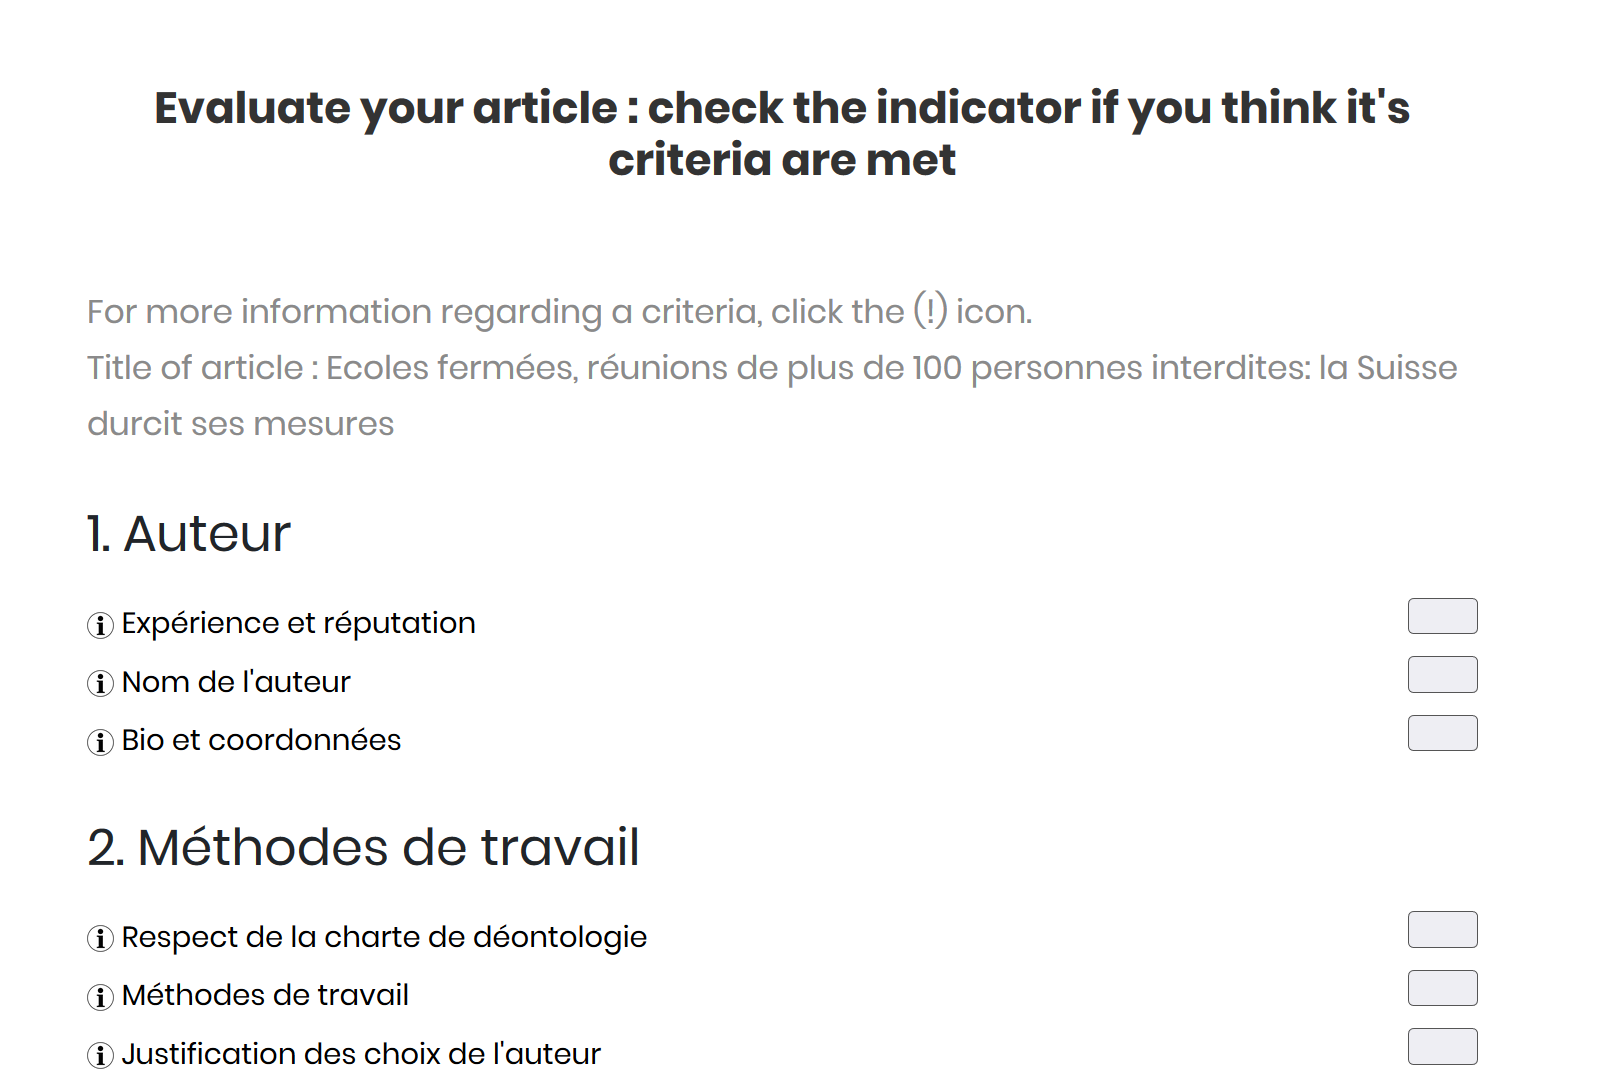 Evaluate your article : check the indicator if you think it's
criteria are met
For more information regarding a criteria, click the (!) icon.
Title of article : Ecoles fermées, réunions de plus de 100 personnes interdites: la Suisse
durcit ses mesures
1. Auteur
i Expérience et réputation
i Nom de l'auteur
i Bio et coordonnées
2. Méthodes de travail
i Respect de la charte de déontologie
i Méthodes de travail
i Justification des choix de l'auteur